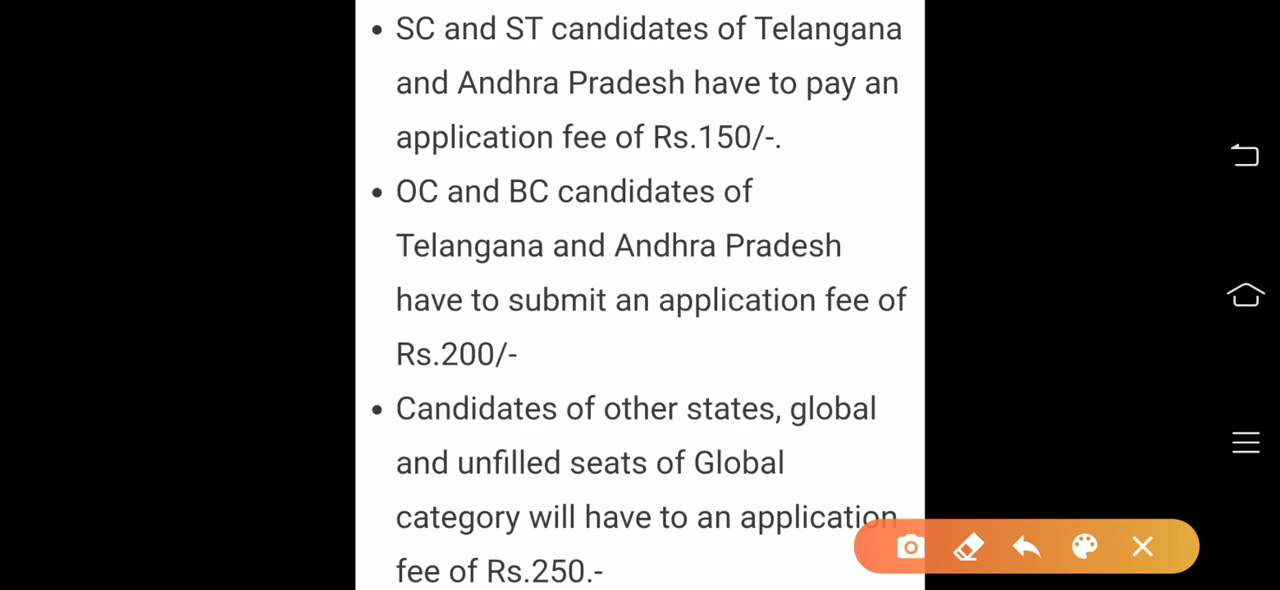 SC and ST candidates of Telangana
and Andhra Pradesh have to pay an
application fee of Rs.150/-.
OC and BC candidates of
Telangana and Andhra Pradesh
have to submit an application fee of
Rs.200/-
Candidates of other states, global
and unfilled seats of Global
category will have to an application
fee of Rs.250.-